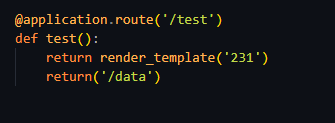 @application.route('/test')
def test():
    return render_template('231')
    return('/data')